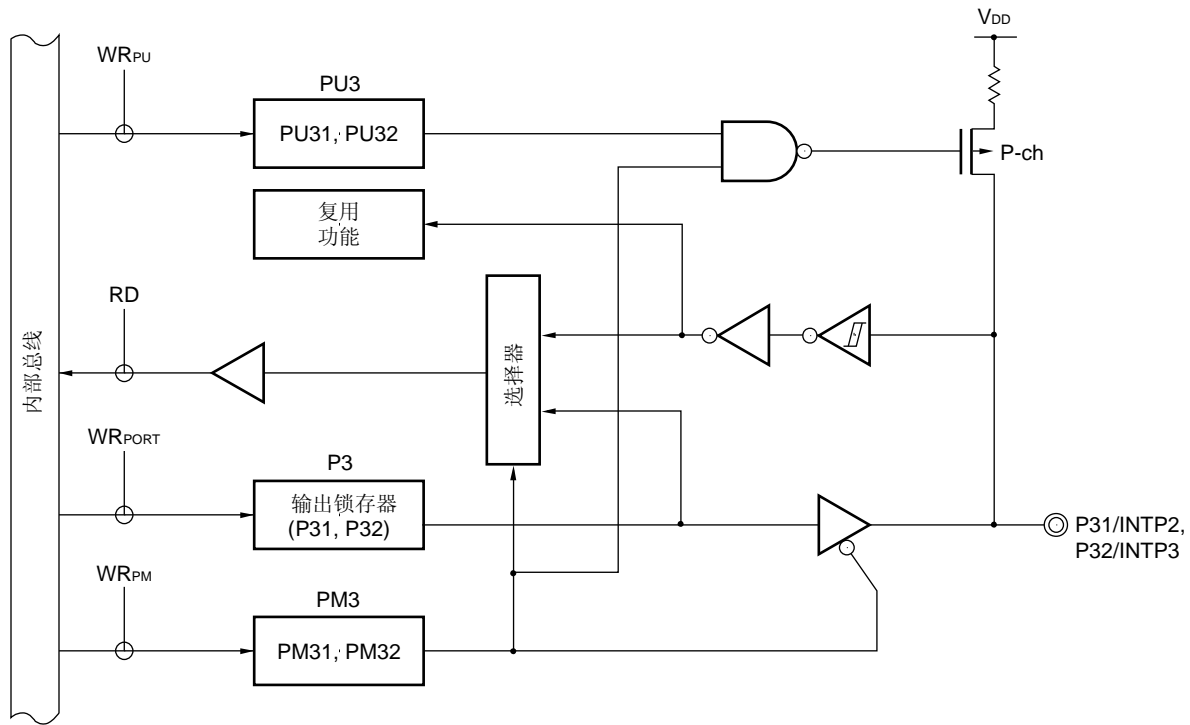 VDD
WRPU
PU3
PU31, PU32
P-ch
复用
功能
RD
选择器
内部总线
WRPORT
P3
输出锁存器
(P31, P32)
P31/INTP2,
P32/INTP3
WRPM
PM3
PM31, PM32